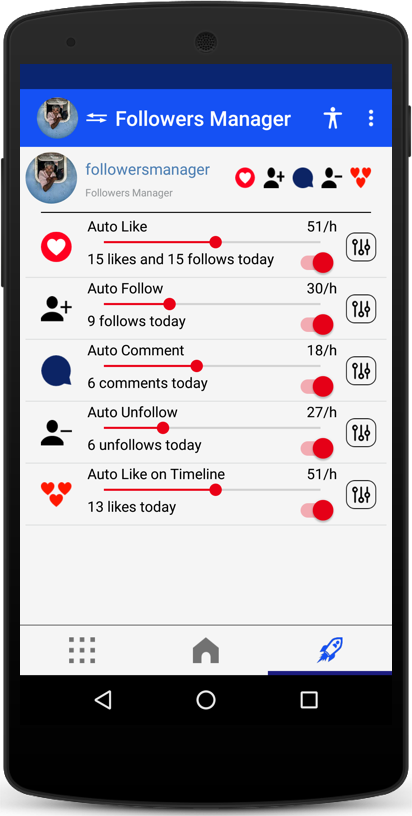 Followers Manager
followersmanager
Followers Manager
Auto Like 51/h
15 likes and 15 follows today
Auto Follow 30/h
9 follows today
Auto Comment 18/h
6 comments today
Auto Unfollow 27/h
6 unfollows today
Auto Like on Timeline 51/h
13 likes today